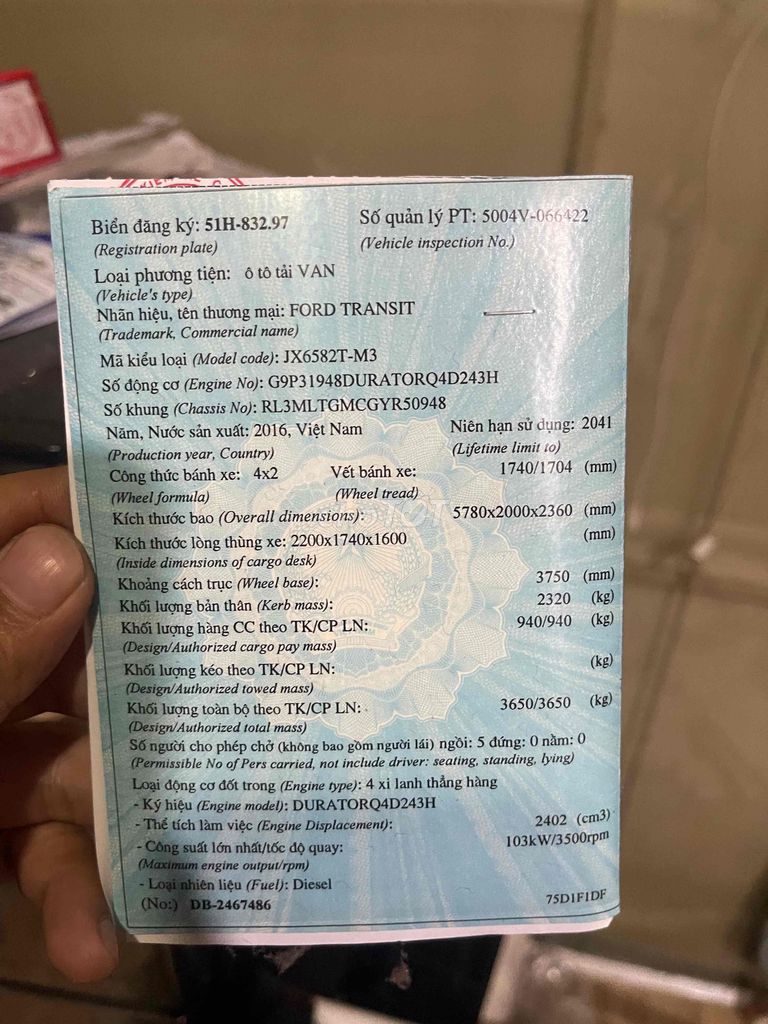 Biển đăng ký: 51H-832.97 Số quản lý PT: 5004V-066422
(Registration plate) (Vehicle inspection No.)
Loại phương tiện: ô tô tải VAN
(Vehicle's type)
Nhãn hiệu, tên thương mại: FORD TRANSIT
(Trademark, Commercial name)
Mã kiểu loại (Model code): JX6582T-M3
Số động cơ (Engine No): G9P31948DURATORQ4D243H
Số khung (Chassis No): RL3MLTGMCGYR50948
Năm, Nước sản xuất: 2016, Việt Nam Niên hạn sử dụng: 2041
(Production year, Country) (Lifetime limit to)
Công thức bánh xe: 4x2 Vết bánh xe: 1740/1704 (mm)
(Wheel formula) (Wheel tread)
Kích thước bao (Overall dimensions): 5780x2000x2360 (mm)
Kích thước lòng thùng xe: 2200x1740x1600 (mm)
(Inside dimensions of cargo desk)
Khoảng cách trục (Wheel base): 3750 (mm)
Khối lượng bản thân (Kerb mass): 2320 (kg)
Khối lượng hàng CC theo TK/CP LN: 940/940 (kg)
(Design/Authorized cargo pay mass)
Khối lượng kéo theo TK/CP LN: (kg)
(Design/Authorized towed mass)
Khối lượng toàn bộ theo TK/CP LN: 3650/3650 (kg)
(Design/Authorized total mass)
Số người cho phép chở (không bao gồm người lái) ngồi: 5 đứng: 0 nằm: 0
(Permissible No of Pers carried, not include driver: seating, standing, lying)
Loại động cơ đốt trong (Engine type): 4 xi lanh thẳng hàng
- Ký hiệu (Engine model): DURATORQ4D243H
- Thể tích làm việc (Engine Displacement): 2402 (cm3)
- Công suất lớn nhất/tốc độ quay: 103kW/3500rpm
(Maximum engine output/rpm)
- Loại nhiên liệu (Fuel): Diesel
(No:) DB-2467486 75D1F1DF